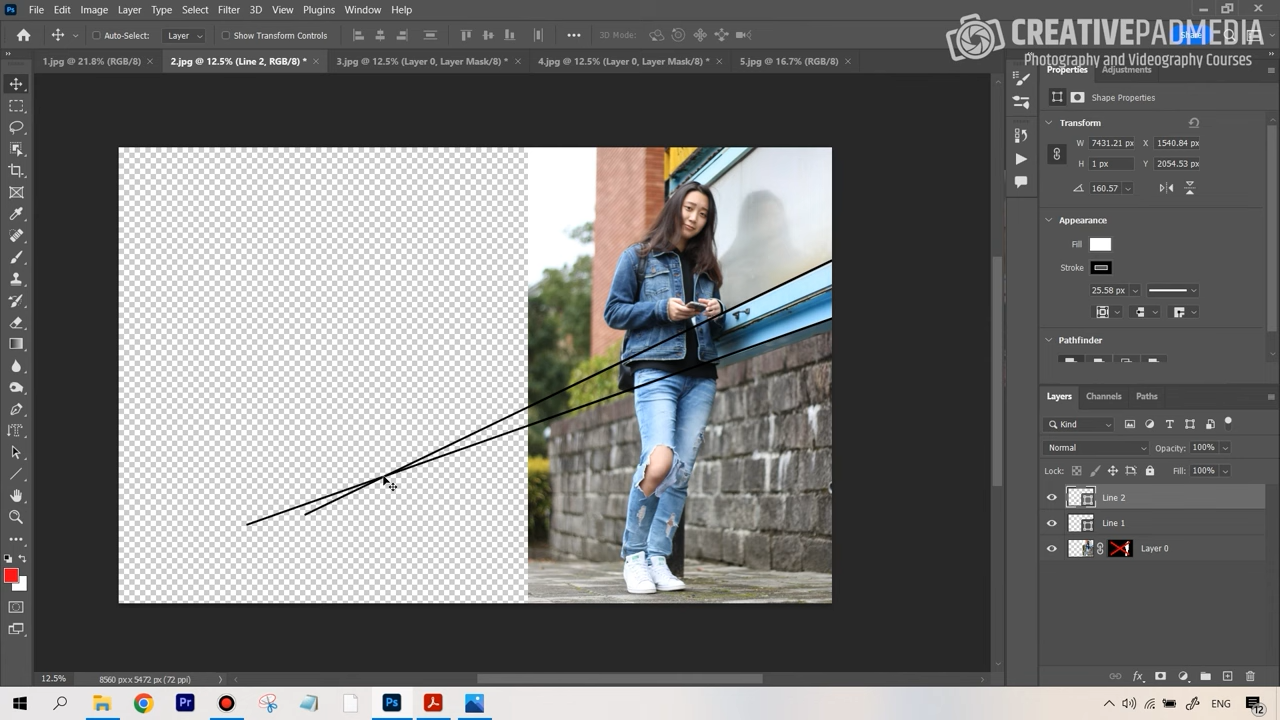 Ps File Edit Image Layer Type Select Filter 3D View Plugins Window Help
Auto-Select: Layer Show Transform Controls 3D Mode: Share
CREATIVEPADMEDIA
Photography and Videography Courses
1.jpg @ 21.8% (RGB/8) × 2.jpg @ 12.5% (Line 2, RGB/8) * × 3.jpg @ 12.5% (Layer 0, Layer Mask/8) * × 4.jpg @ 12.5% (Layer 0, Layer Mask/8) * × 5.jpg @ 16.7% (RGB/8) ×
Properties Adjustments
Shape Properties
Transform
W 7431.21 px X 1540.84 px
H 1 px Y 2054.53 px
160.57
Appearance
Fill
Stroke
25.58 px
Pathfinder
Layers Channels Paths
Kind
Normal Opacity: 100%
Lock: Fill: 100%
Line 2
Line 1
Layer 0
12.5% 8560 px x 5472 px (72 ppi)
Pr Ps ENG 12